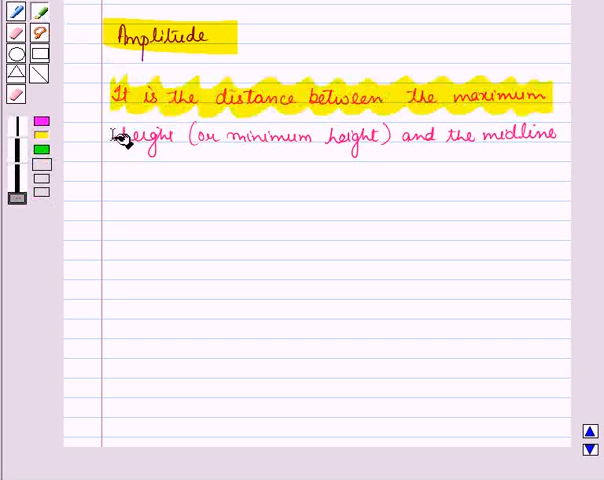 Amplitude
It is the distance between the maximum
height (or minimum height) and the midline